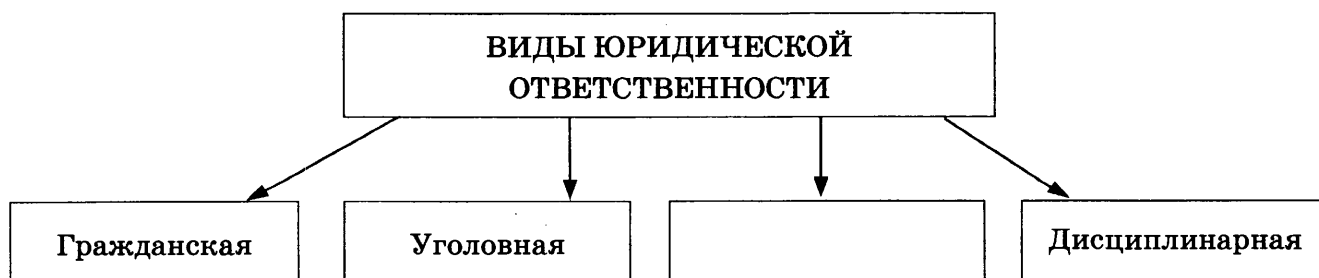 ВИДЫ ЮРИДИЧЕСКОЙ
ОТВЕТСТВЕННОСТИ
Гражданская
Уголовная
Дисциплинарная